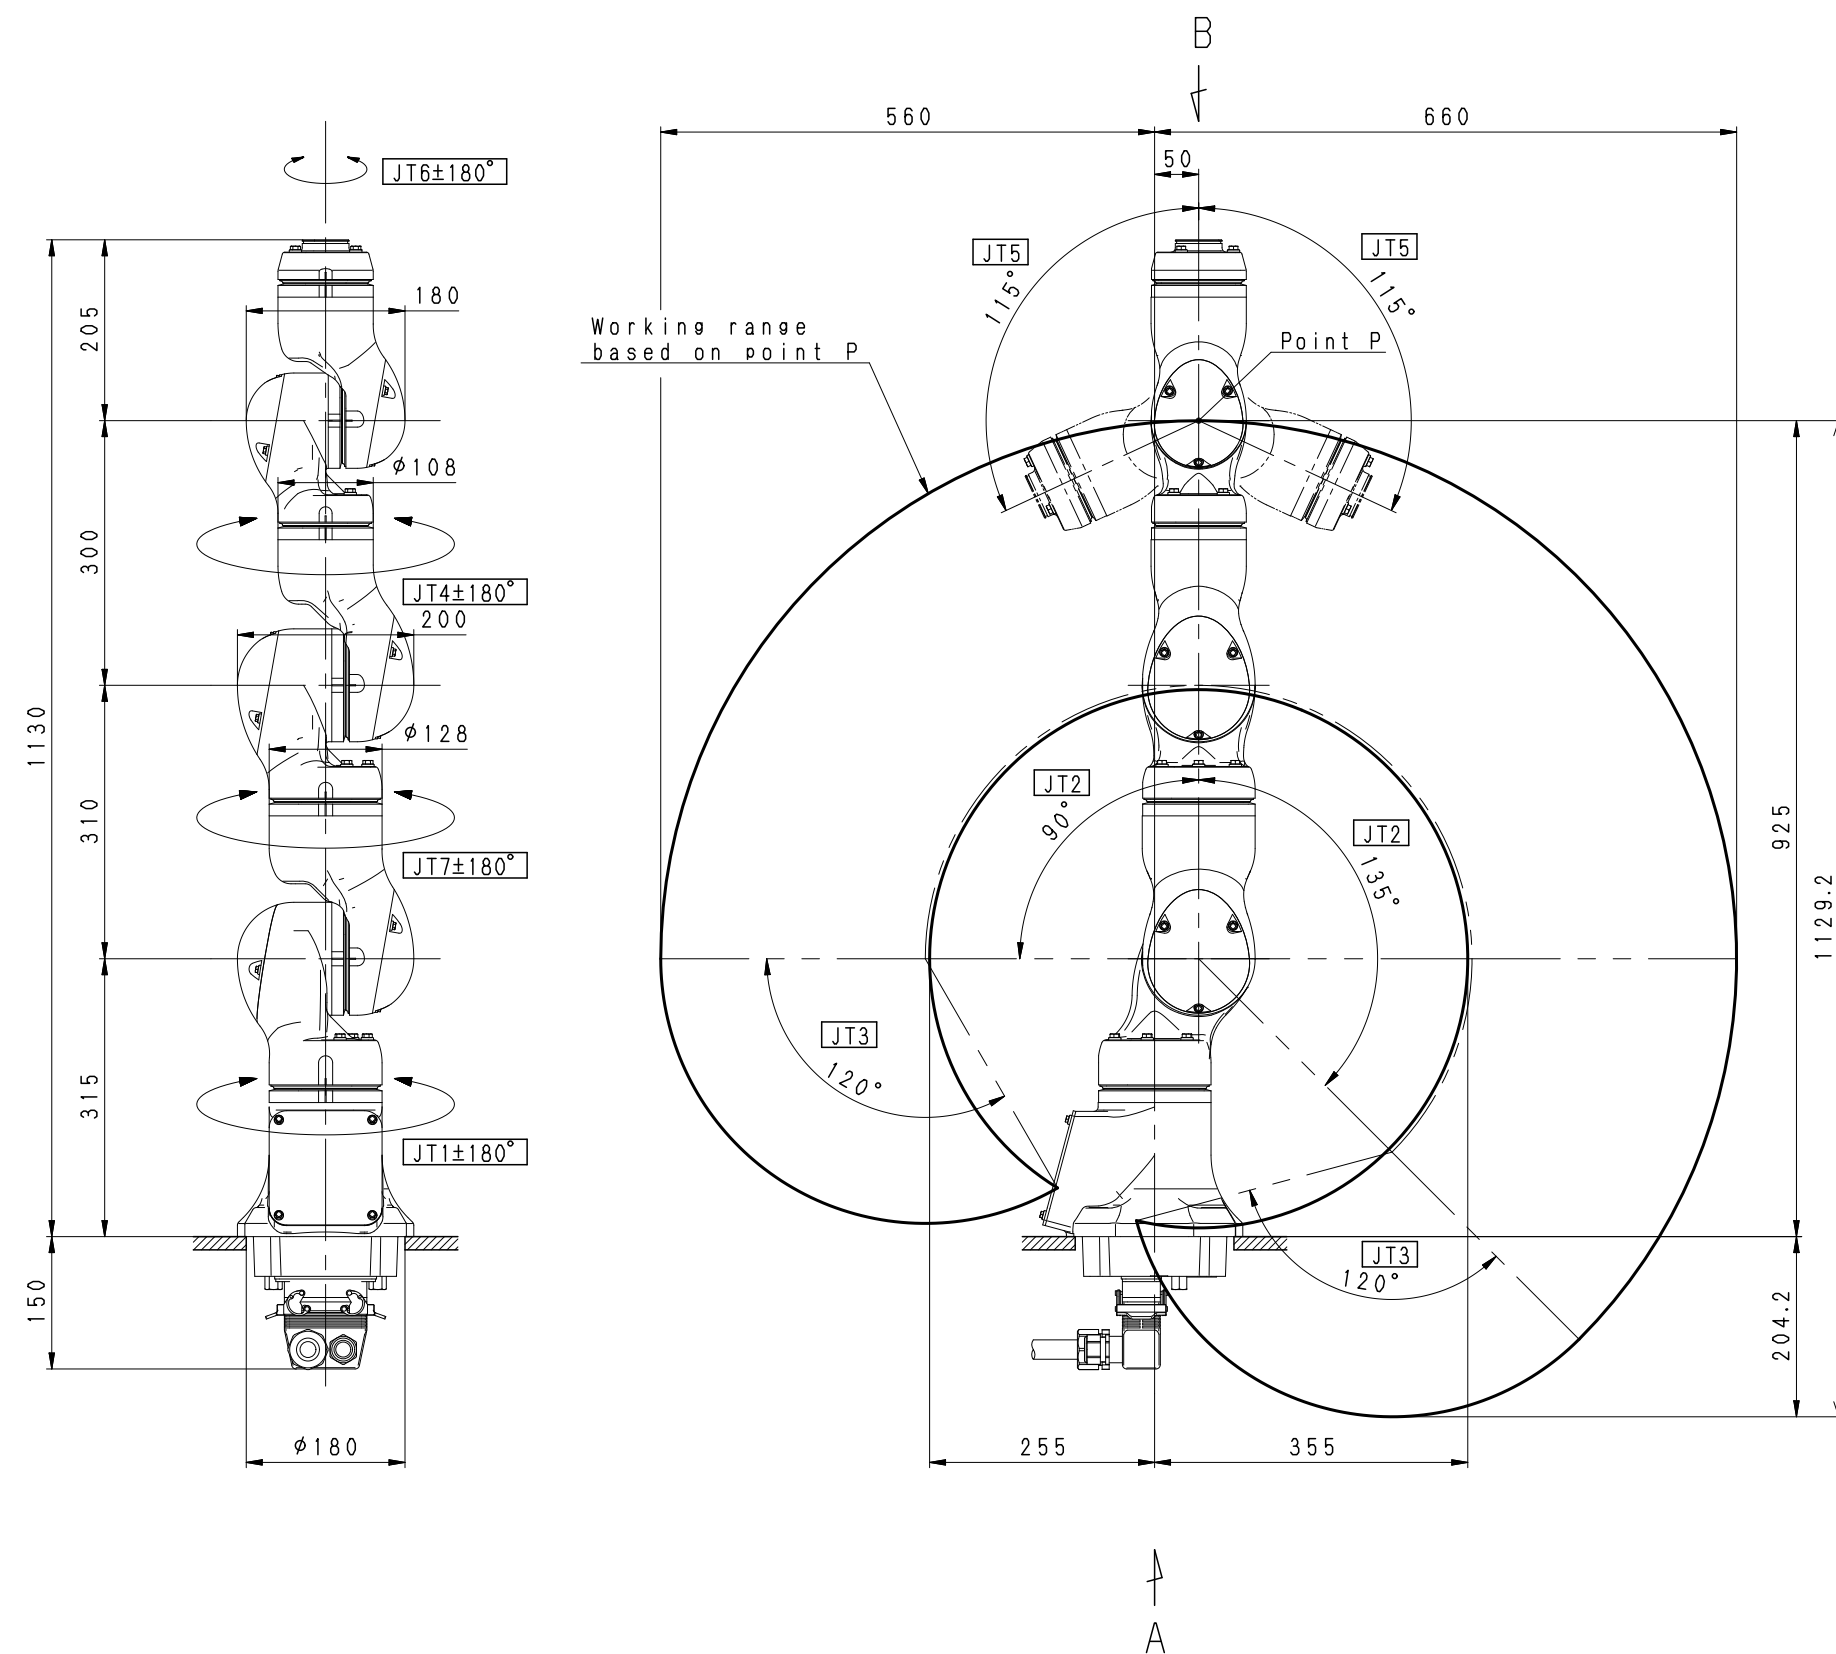 B
560
660
50
JT6±180°
JT5
115°
JT5
115°
180
205
Working range
based on point P
Point P
ϕ108
300
JT4±180°
200
1130
ϕ128
JT2
90°
JT2
135°
310
925
JT7±180°
1129.2
JT3
120°
315
JT1±180°
JT3
120°
150
204.2
ϕ180
255
355
A